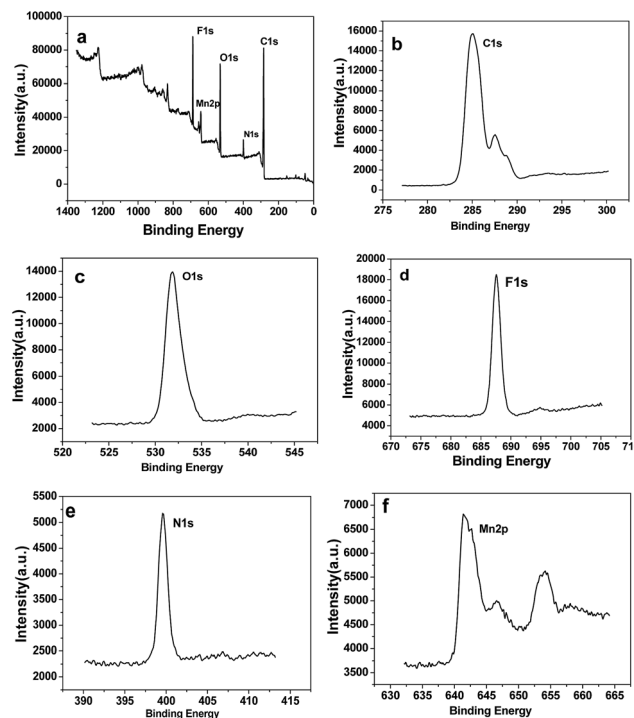 a
F1s
C1s
O1s
Mn2p
N1s
100000
80000
60000
40000
20000
0
1400 1200 1000 800 600 400 200 0
Intensity(a.u.)
Binding Energy
b
C1s
16000
14000
12000
10000
8000
6000
4000
2000
0
275 280 285 290 295 300
Intensity(a.u.)
Binding Energy
c
O1s
14000
12000
10000
8000
6000
4000
2000
520 525 530 535 540 545
Intensity(a.u.)
Binding Energy
d
F1s
20000
18000
16000
14000
12000
10000
8000
6000
4000
670 675 680 685 690 695 700 705 71
Intensity(a.u.)
Binding Energy
e
N1s
5500
5000
4500
4000
3500
3000
2500
2000
390 395 400 405 410 415
Intensity(a.u.)
Binding Energy
f
Mn2p
7000
6500
6000
5500
5000
4500
4000
3500
630 635 640 645 650 655 660 665
Intensity(a.u.)
Binding Energy